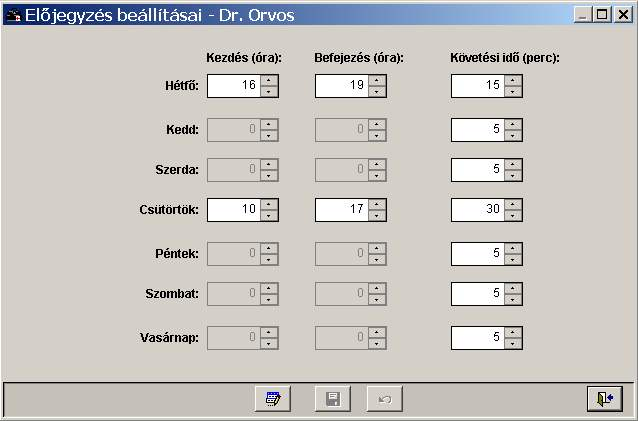 Előjegyzés beállításai - Dr. Orvos
Kezdés (óra): Befejezés (óra): Követési idő (perc):
Hétfő: 16 19 15
Kedd: 0 0 5
Szerda: 0 0 5
Csütörtök: 10 17 30
Péntek: 0 0 5
Szombat: 0 0 5
Vasárnap: 0 0 5